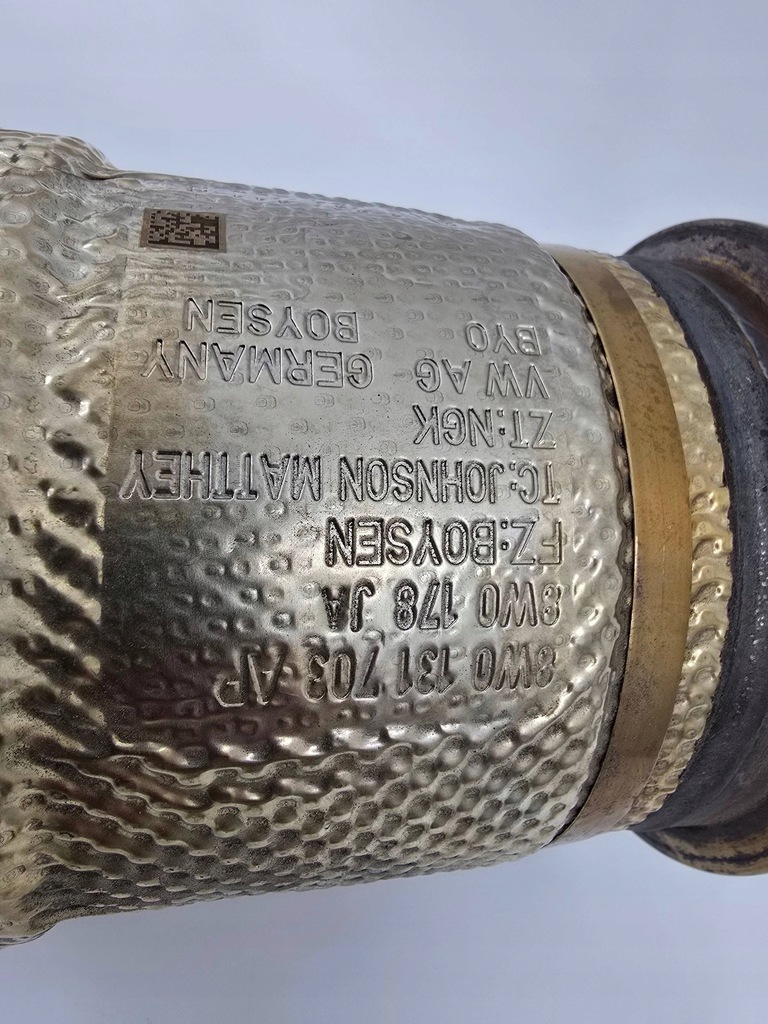 8W0 131 703 AP
8W0 178 JA
FZ:BOYSEN
TC:JOHNSON MATTHEY
ZT:NGK
VW AG GERMANY
BYO BOYSEN